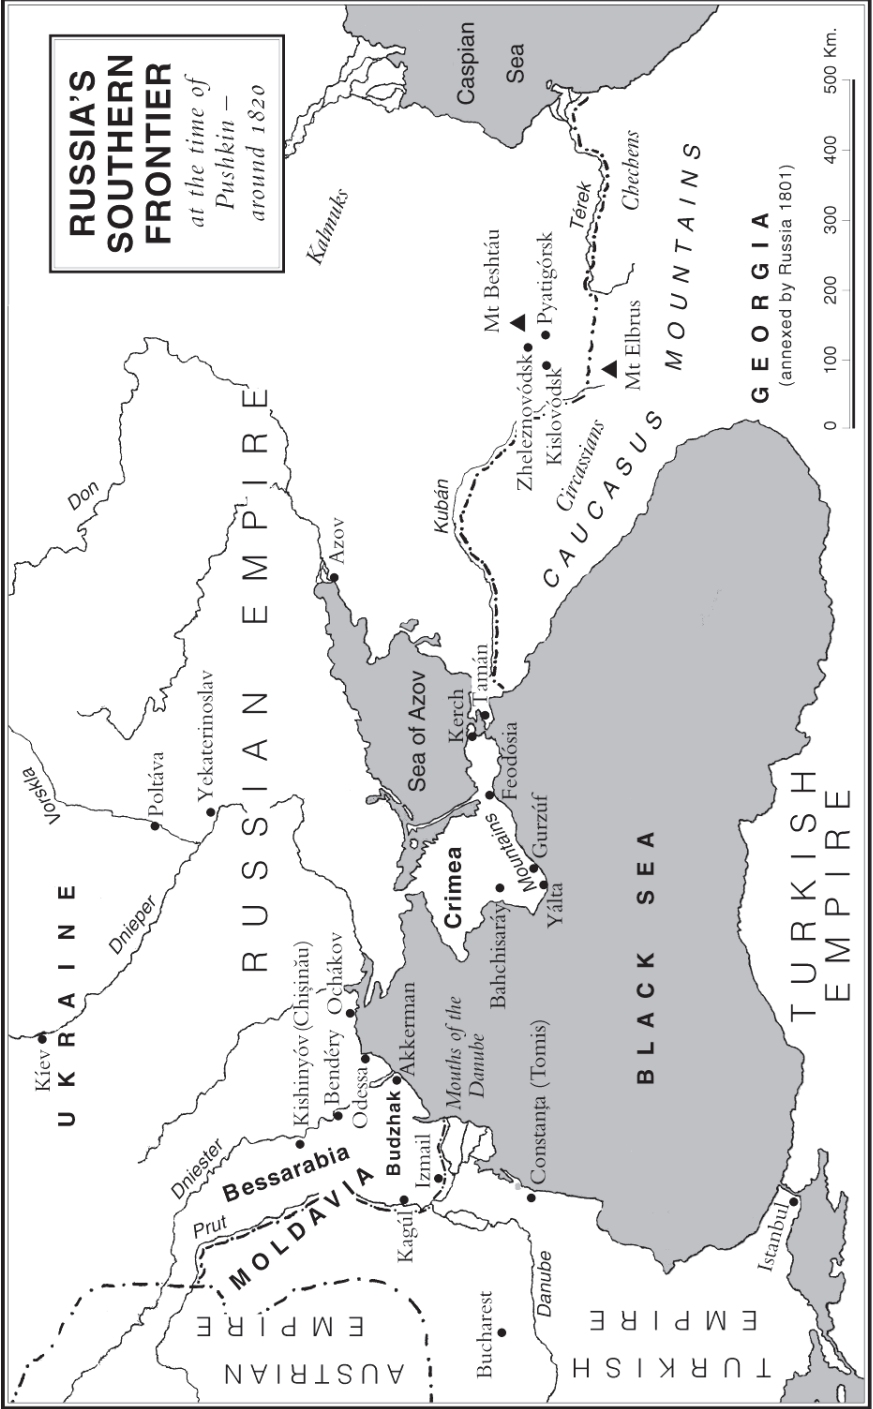 RUSSIA'S
SOUTHERN
FRONTIER
at the time of
Pushkin –
around 1820
Kíev
UKRAINE
Vorskla
Poltáva
Dnieper
Yekaterinoslav
Don
RUSSIAN EMPIRE
Kalmuks
Caspian
Sea
Azov
Sea of Azov
Kubán
Mt Beshtáu
Pyatigórsk
Zheleznovódsk
Kislovódsk
Térek
Chechens
Mt Elbrus
Circassians
CAUCASUS
MOUNTAINS
GEORGIA
(annexed by Russia 1801)
Kerch
Tamán
Feodósia
Crimea
Mountains
Gurzúf
Yálta
Bahchisaráy
Dniester
Prut
Bessarabia
Kishinyóv (Chişinău)
Bendéry
Ochákov
Odessa
Akkerman
Budzhak
Izmail
Kagúl
MOLDAVIA
Mouths of the
Danube
AUSTRIAN
EMPIRE
Bucharest
Danube
Constanţa (Tomis)
BLACK SEA
TURKISH
EMPIRE
Istanbul
TURKISH
EMPIRE
0 100 200 300 400 500 Km.